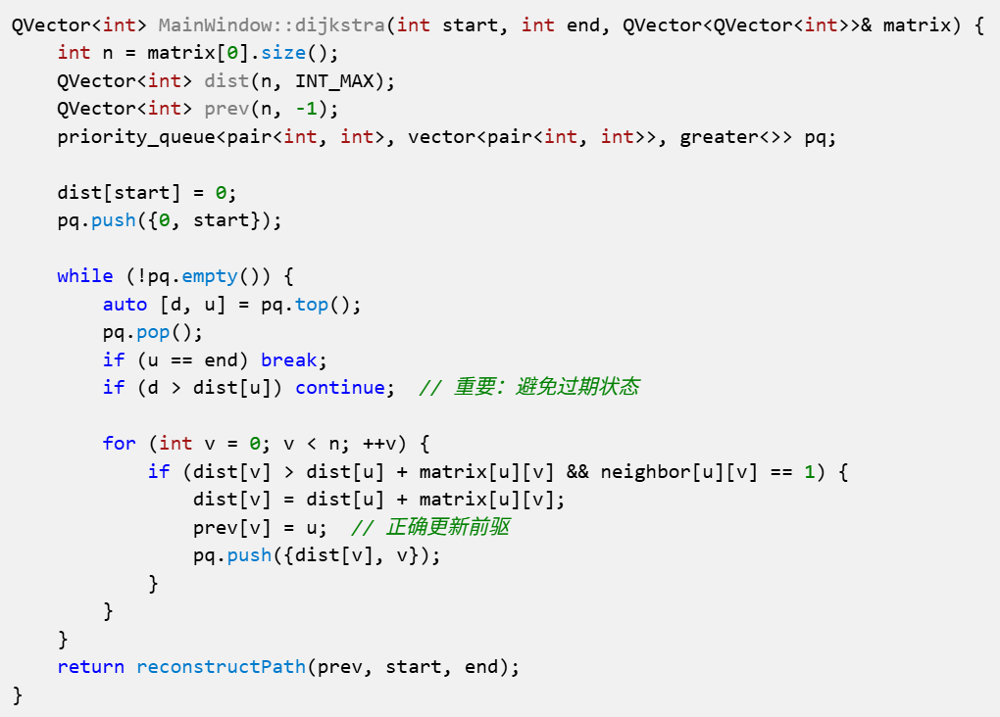 QVector<int> MainWindow::dijkstra(int start, int end, QVector<QVector<int>>& matrix) {
    int n = matrix[0].size();
    QVector<int> dist(n, INT_MAX);
    QVector<int> prev(n, -1);
    priority_queue<pair<int, int>, vector<pair<int, int>>, greater<>> pq;

    dist[start] = 0;
    pq.push({0, start});

    while (!pq.empty()) {
        auto [d, u] = pq.top();
        pq.pop();
        if (u == end) break;
        if (d > dist[u]) continue;  // 重要：避免过期状态

        for (int v = 0; v < n; ++v) {
            if (dist[v] > dist[u] + matrix[u][v] && neighbor[u][v] == 1) {
                dist[v] = dist[u] + matrix[u][v];
                prev[v] = u;  // 正确更新前驱
                pq.push({dist[v], v});
            }
        }
    }
    return reconstructPath(prev, start, end);
}